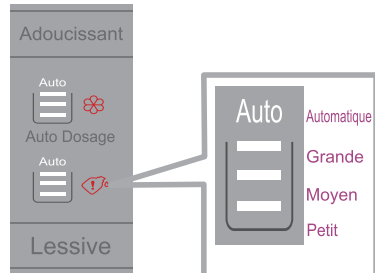 Adoucissant
Auto
Auto Dosage
Auto
Lessive
Auto
Automatique
Grande
Moyen
Petit